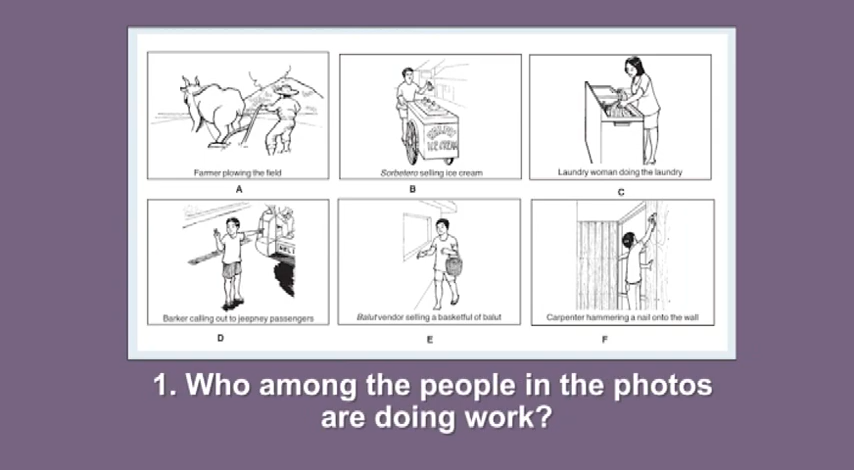 ICE CREAM
Farmer plowing the field
Sorbetero selling ice cream
Laundry woman doing the laundry
A
B
C
Barker calling out to jeepney passengers
Balut vendor selling a basketful of balut
Carpenter hammering a nail onto the wall
D
E
F
1. Who among the people in the photos
are doing work?